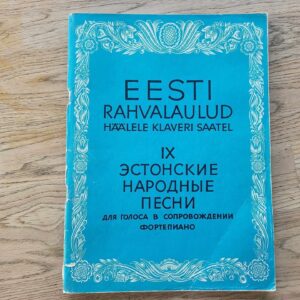 EESTI
RAHVALAULUD
HÄÄLELE KLAVERI SAATEL
IX
ЭСТОНСКИЕ
НАРОДНЫЕ
ПЕСНИ
ДЛЯ ГОЛОСА В СОПРОВОЖДЕНИИ
ФОРТЕПИАНО